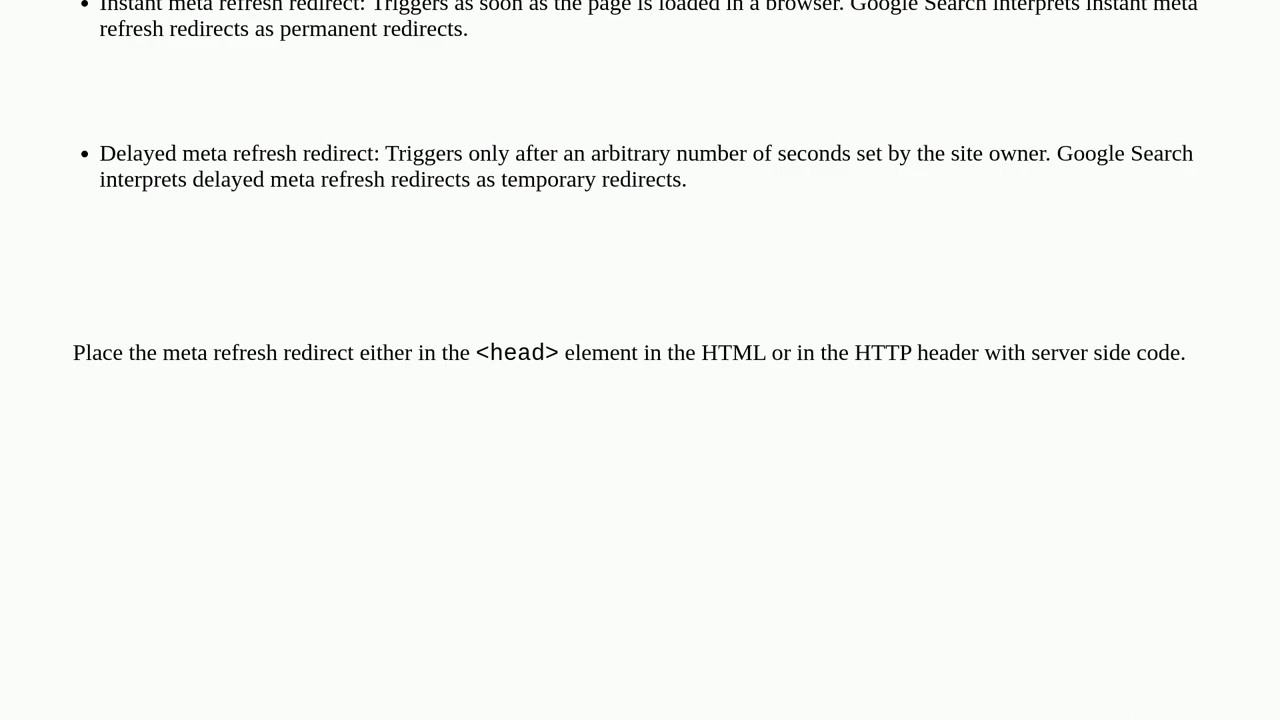 • Instant meta refresh redirect: Triggers as soon as the page is loaded in a browser. Google Search interprets instant meta
refresh redirects as permanent redirects.
• Delayed meta refresh redirect: Triggers only after an arbitrary number of seconds set by the site owner. Google Search
interprets delayed meta refresh redirects as temporary redirects.
Place the meta refresh redirect either in the <head> element in the HTML or in the HTTP header with server side code.